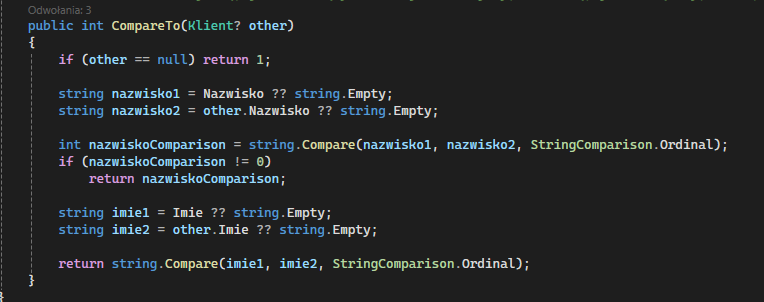 Odwołania: 3
public int CompareTo(Klient? other)
{
if (other == null) return 1;
string nazwisko1 = Nazwisko ?? string.Empty;
string nazwisko2 = other.Nazwisko ?? string.Empty;
int nazwiskoComparison = string.Compare(nazwisko1, nazwisko2, StringComparison.Ordinal);
if (nazwiskoComparison != 0)
return nazwiskoComparison;
string imie1 = Imie ?? string.Empty;
string imie2 = other.Imie ?? string.Empty;
return string.Compare(imie1, imie2, StringComparison.Ordinal);
}
}